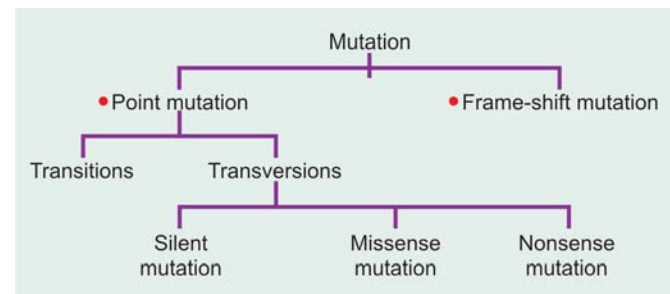 Mutation
• Point mutation
• Frame-shift mutation
Transitions
Transversions
Silent
mutation
Missense
mutation
Nonsense
mutation